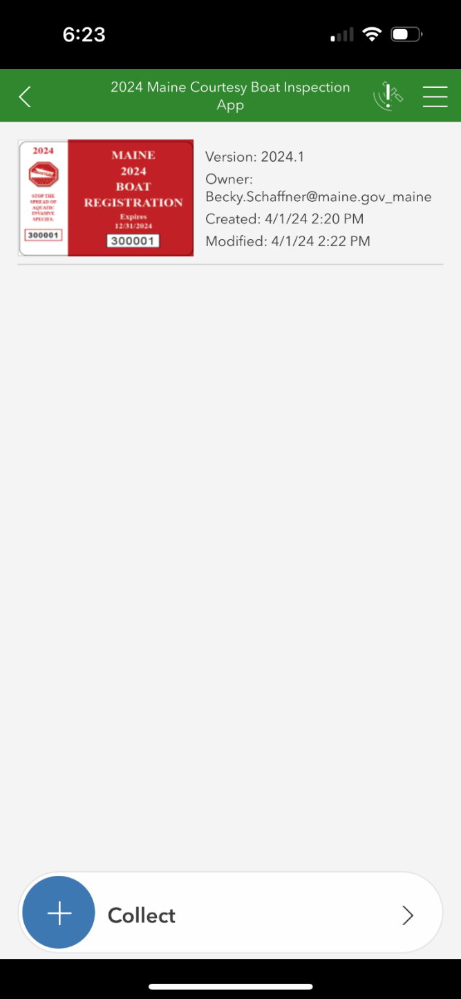 6:23
2024 Maine Courtesy Boat Inspection
App
2024
STOP THE
SPREAD OF
AQUATIC
INVASIVE
SPECIES.
300001
MAINE
2024
BOAT
REGISTRATION
Expires
12/31/2024
300001
Version: 2024.1
Owner:
Becky.Schaffner@maine.gov_maine
Created: 4/1/24 2:20 PM
Modified: 4/1/24 2:22 PM
Collect